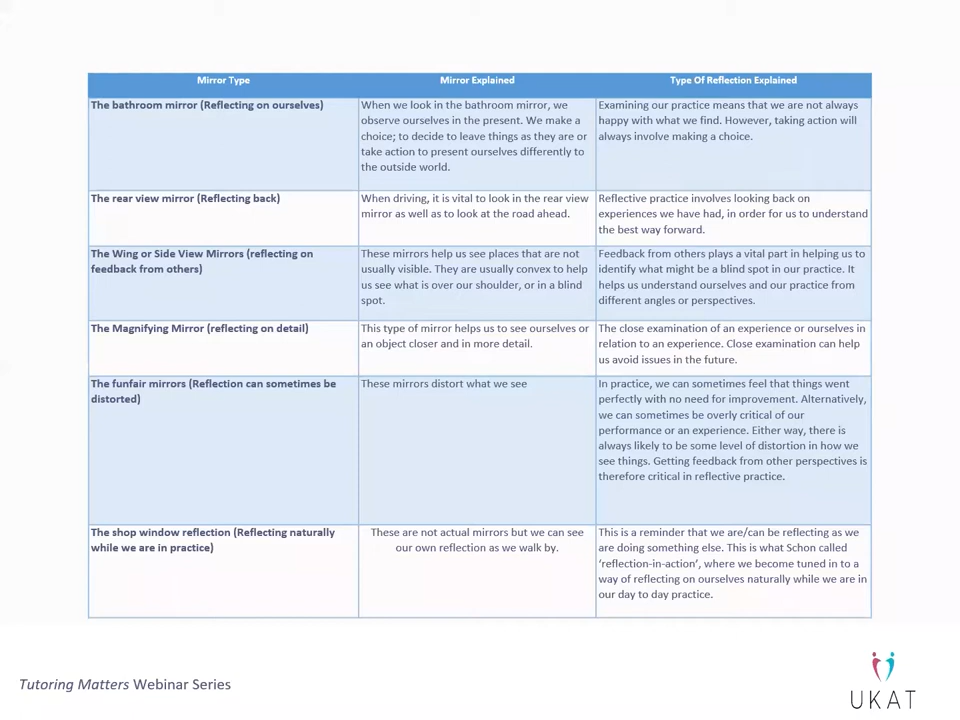 Mirror Type
Mirror Explained
Type Of Reflection Explained
The bathroom mirror (Reflecting on ourselves)
When we look in the bathroom mirror, we
observe ourselves in the present. We make a
choice; to decide to leave things as they are or
take action to present ourselves differently to
the outside world.
Examining our practice means that we are not always
happy with what we find. However, taking action will
always involve making a choice.
The rear view mirror (Reflecting back)
When driving, it is vital to look in the rear view
mirror as well as to look at the road ahead.
Reflective practice involves looking back on
experiences we have had, in order for us to understand
the best way forward.
The Wing or Side View Mirrors (reflecting on
feedback from others)
These mirrors help us see places that are not
usually visible. They are usually convex to help
us see what is over our shoulder, or in a blind
spot.
Feedback from others plays a vital part in helping us to
identify what might be a blind spot in our practice. It
helps us understand ourselves and our practice from
different angles or perspectives.
The Magnifying Mirror (reflecting on detail)
This type of mirror helps us to see ourselves or
an object closer and in more detail.
The close examination of an experience or ourselves in
relation to an experience. Close examination can help
us avoid issues in the future.
The funfair mirrors (Reflection can sometimes be
distorted)
These mirrors distort what we see
In practice, we can sometimes feel that things went
perfectly with no need for improvement. Alternatively,
we can sometimes be overly critical of our
performance or an experience. Either way, there is
always likely to be some level of distortion in how we
see things. Getting feedback from other perspectives is
therefore critical in reflective practice.
The shop window reflection (Reflecting naturally
while we are in practice)
These are not actual mirrors but we can see
our own reflection as we walk by.
This is a reminder that we are/can be reflecting as we
are doing something else. This is what Schon called
‘reflection-in-action’, where we become tuned in to a
way of reflecting on ourselves naturally while we are in
our day to day practice.
Tutoring Matters Webinar Series
UKAT